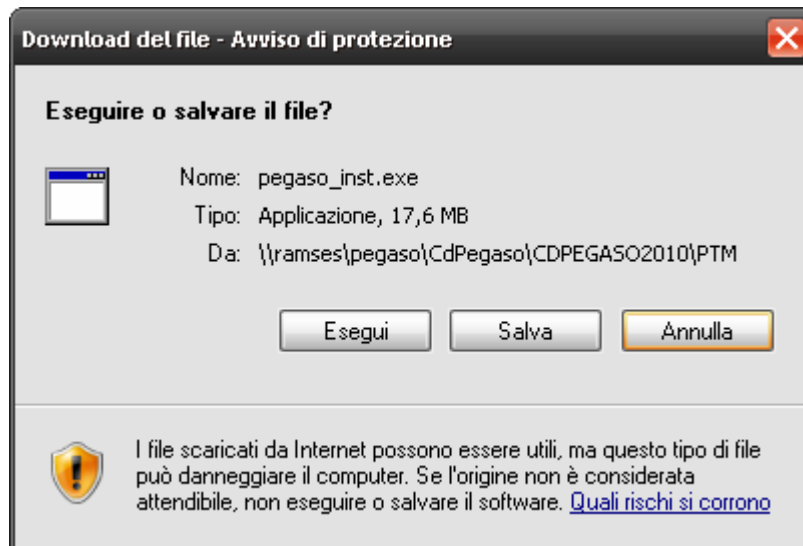 Download del file - Avviso di protezione
Eseguire o salvare il file?
Nome: pegaso_inst.exe
Tipo: Applicazione, 17,6 MB
Da: \\ramses\pegaso\CdPegaso\CDPEGASO2010\PTM
Esegui Salva Annulla
I file scaricati da Internet possono essere utili, ma questo tipo di file
può danneggiare il computer. Se l'origine non è considerata
attendibile, non eseguire o salvare il software. Quali rischi si corrono